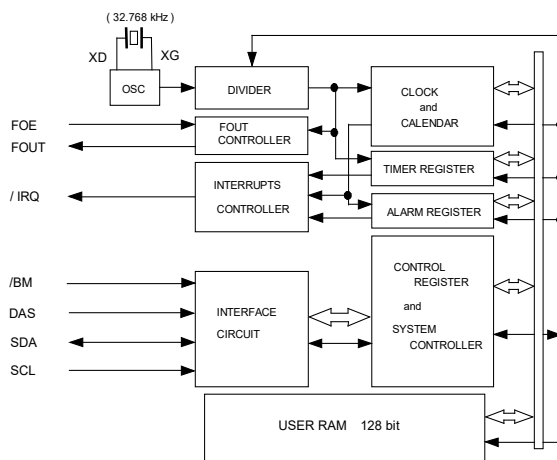 ( 32.768 kHz )
XD
XG
OSC
DIVIDER
CLOCK
and
CALENDAR
FOE
FOUT
FOUT
CONTROLLER
TIMER REGISTER
/ IRQ
INTERRUPTS
CONTROLLER
ALARM REGISTER
/BM
DAS
SDA
SCL
INTERFACE
CIRCUIT
CONTROL
REGISTER
and
SYSTEM
CONTROLLER
USER RAM 128 bit